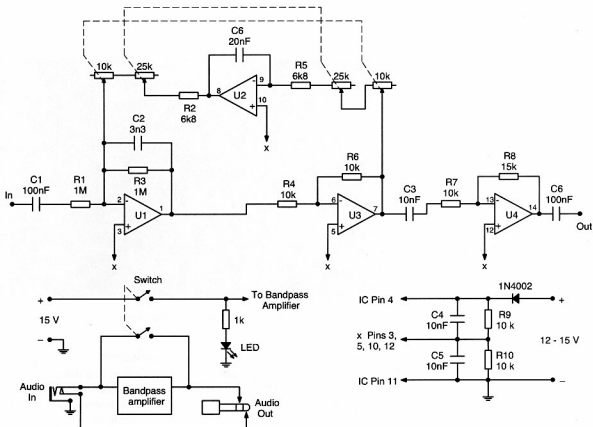 C6
20nF
10k
25k
R5
6k8
25k
10k
8
9
-
U2
+
10
R2
6k8
x
C2
3n3
R3
1M
C1
100nF
R1
1M
In
2
-
U1
1
+
3
x
R4
10k
R6
10k
6
-
U3
7
+
5
x
C3
10nF
R7
10k
R8
15k
13
-
U4
14
+
12
x
C6
100nF
Out
Switch
+
15 V
–
To Bandpass
Amplifier
1k
LED
Audio
In
Bandpass
amplifier
Audio
Out
1N4002
IC Pin 4
+
C4
10nF
R9
10 k
x Pins 3,
5, 10, 12
12 - 15 V
C5
10nF
R10
10 k
IC Pin 11
–